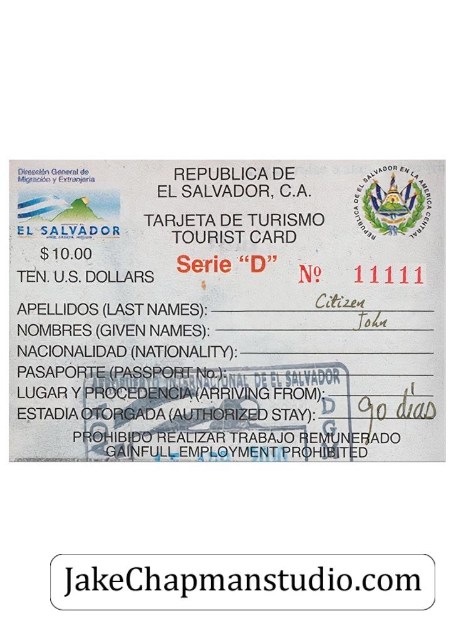 Dirección General de
Migración y Extranjería
EL SALVADOR
$10.00
TEN. U.S. DOLLARS
REPUBLICA DE
EL SALVADOR, C.A.
TARJETA DE TURISMO
TOURIST CARD
Serie "D"
Nº 11111
REPUBLICA DE EL SALVADOR EN LA AMERICA CENTRAL
APELLIDOS (LAST NAMES): Citizen
NOMBRES (GIVEN NAMES): John
NACIONALIDAD (NATIONALITY):
PASAPORTE (PASSPORT No.):
AEROPUERTO INTERNACIONAL DE EL SALVADOR
LUGAR Y PROCEDENCIA (ARRIVING FROM):
ESTADIA OTORGADA (AUTHORIZED STAY): 90 días
PROHIBIDO REALIZAR TRABAJO REMUNERADO
GAINFULL EMPLOYMENT PROHIBITED
JakeChapmanstudio.com